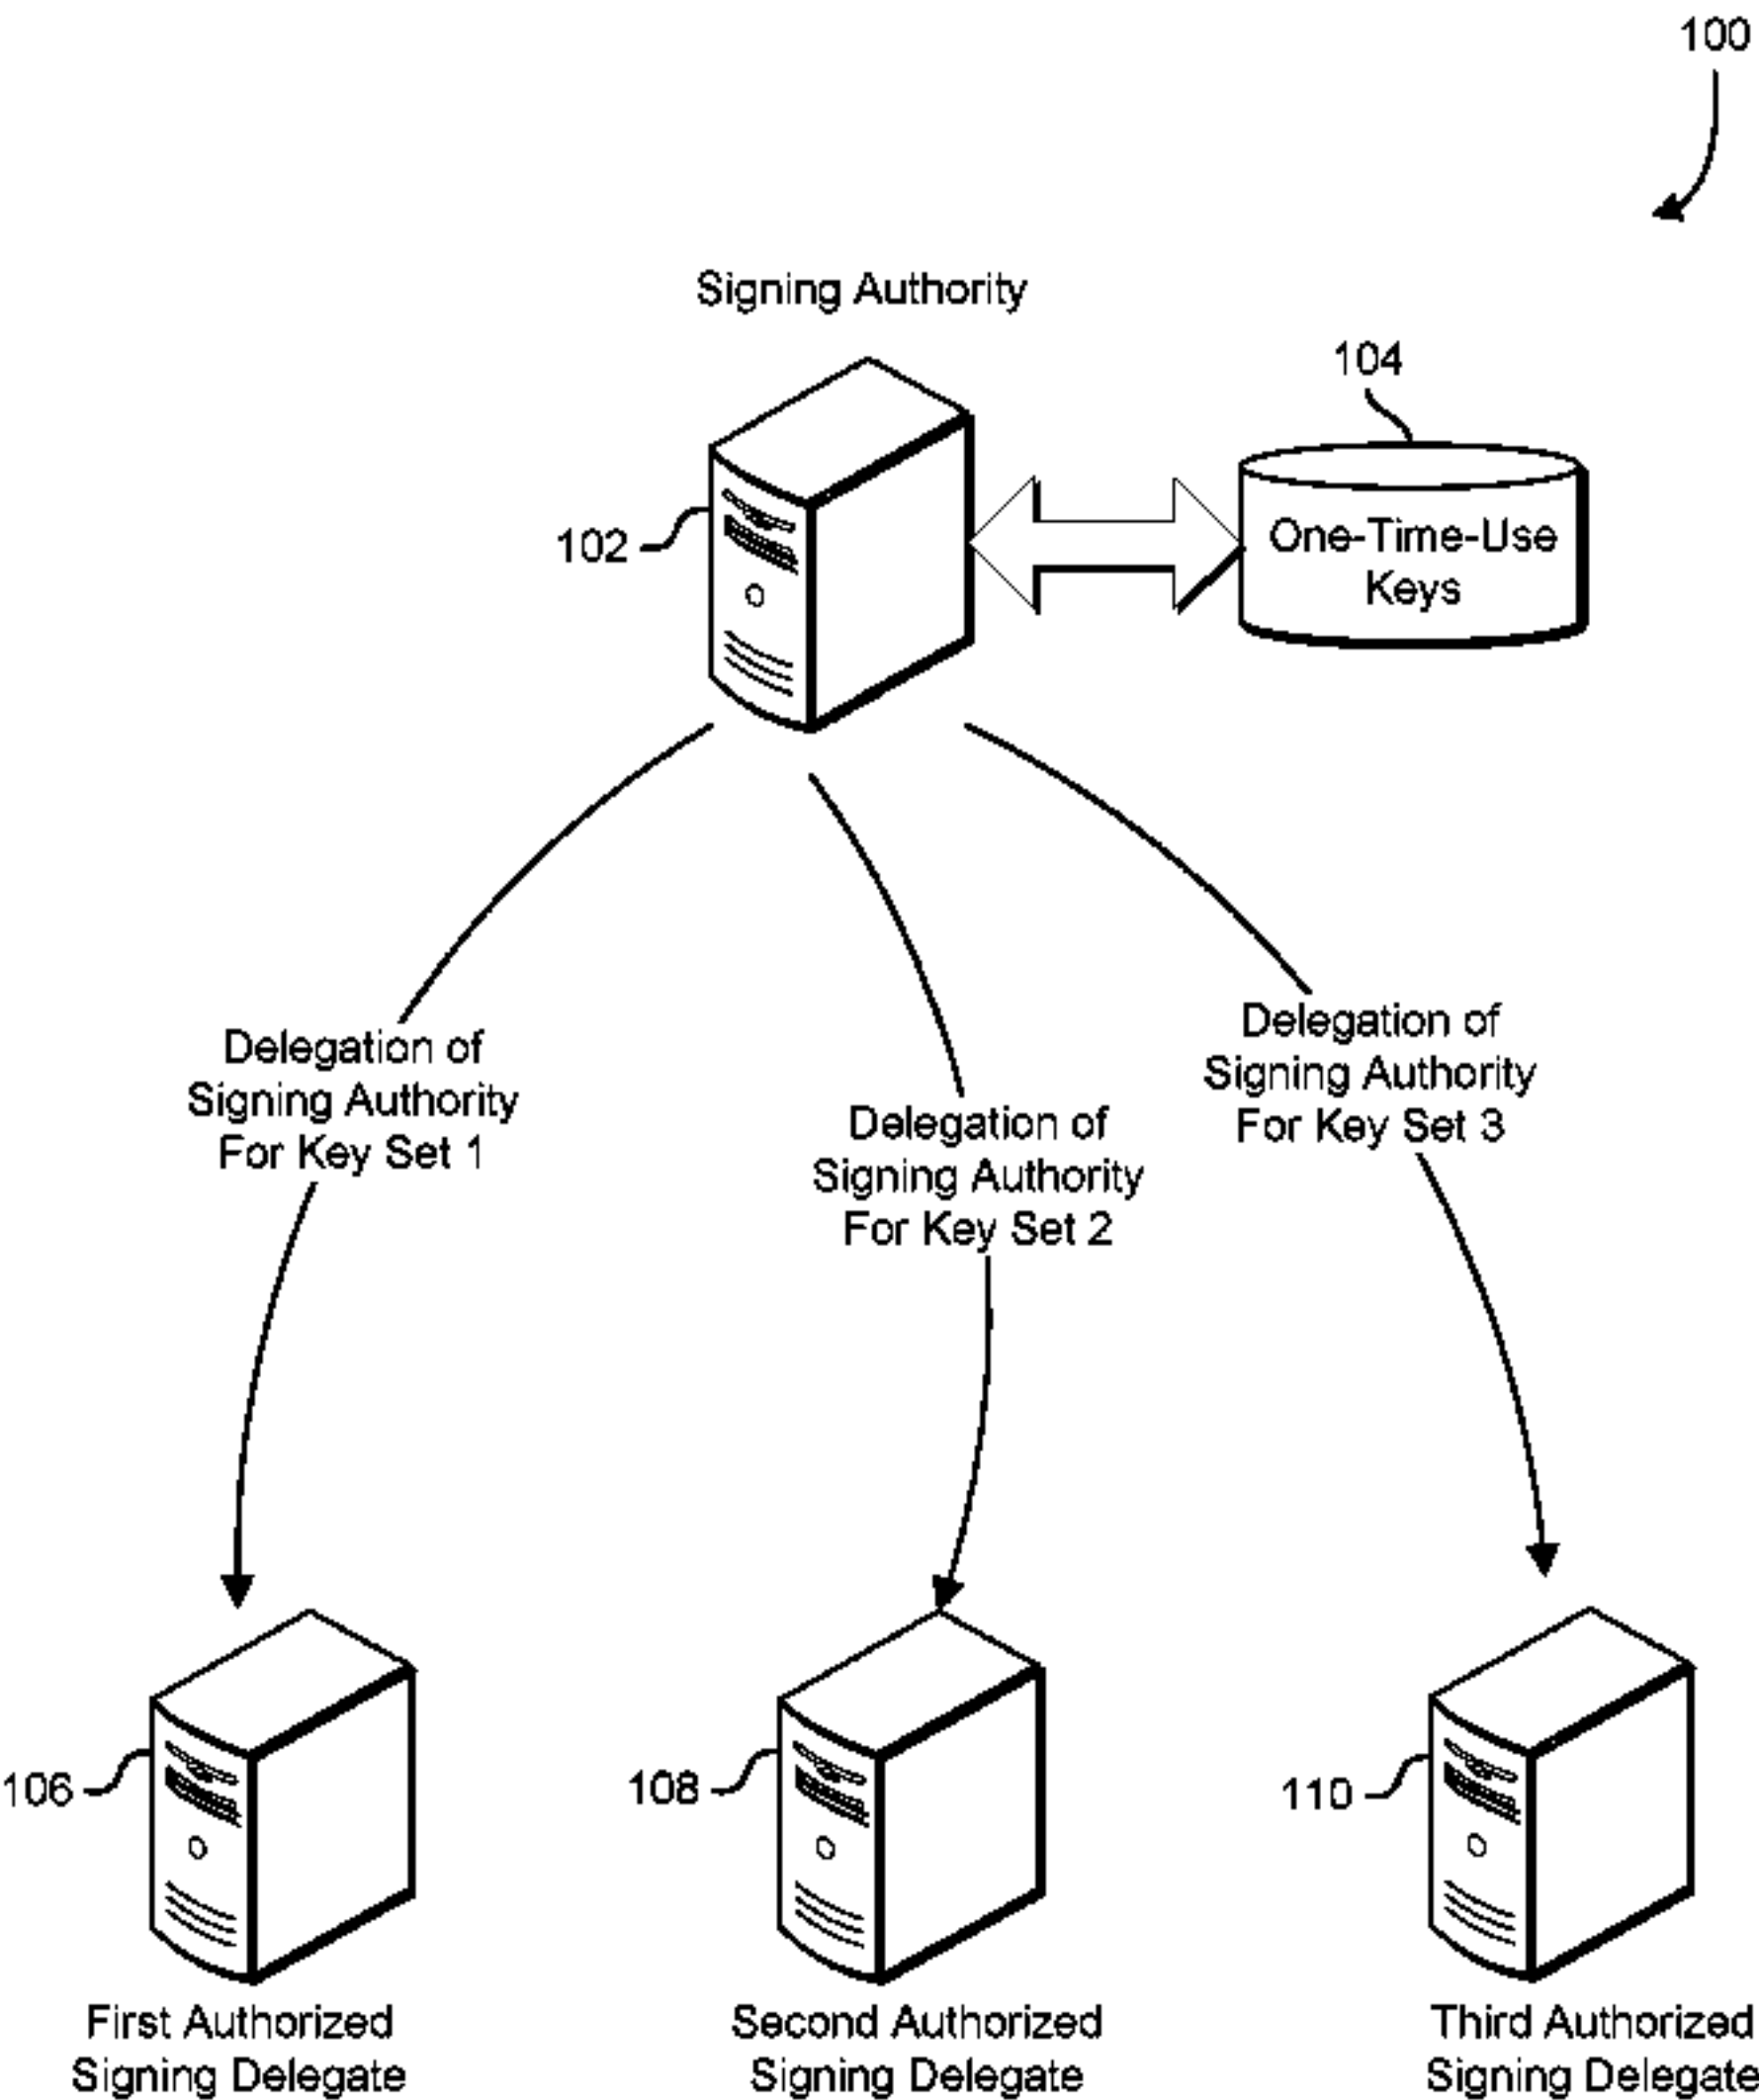 100
Signing Authority
104
One-Time-Use
Keys
102
Delegation of
Signing Authority
For Key Set 1
Delegation of
Signing Authority
For Key Set 2
Delegation of
Signing Authority
For Key Set 3
106
108
110
First Authorized
Signing Delegate
Second Authorized
Signing Delegate
Third Authorized
Signing Delegate